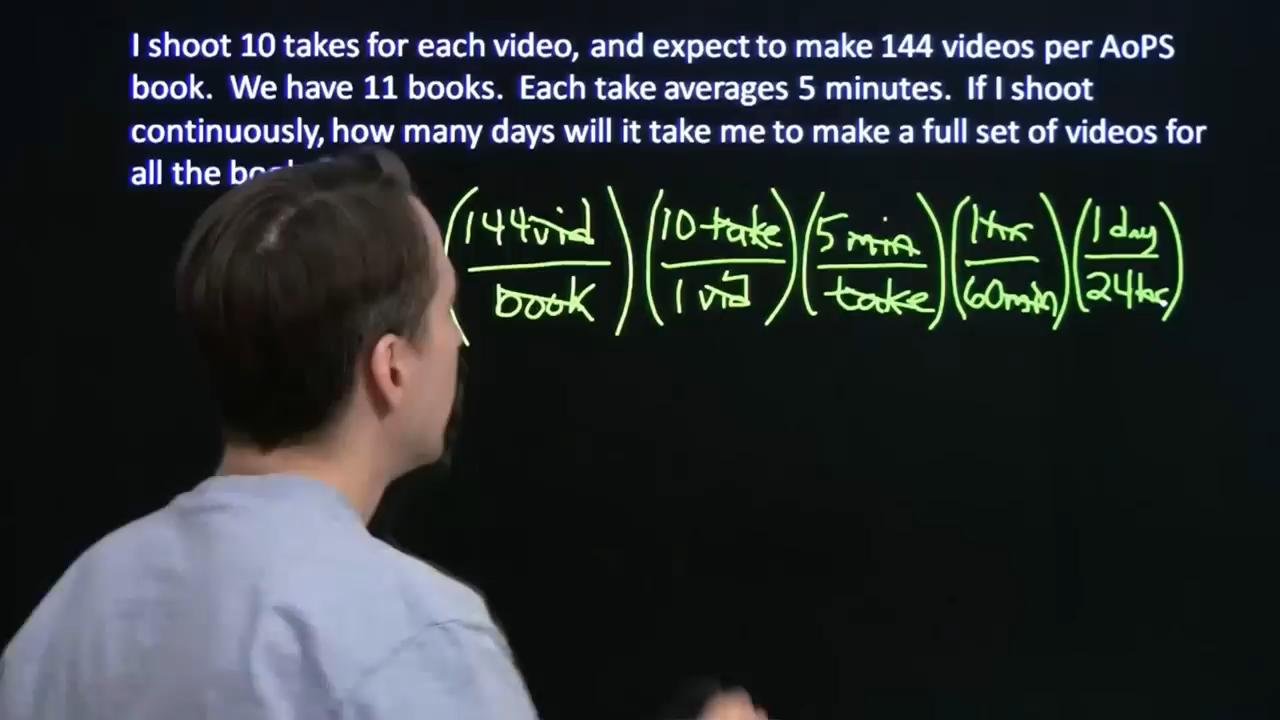 I shoot 10 takes for each video, and expect to make 144 videos per AoPS
book. We have 11 books. Each take averages 5 minutes. If I shoot
continuously, how many days will it take me to make a full set of videos for
all the
(144 vid / book) (10 take / 1 vid) (5 min / take) (1 hr / 60 min) (1 day / 24 hr)